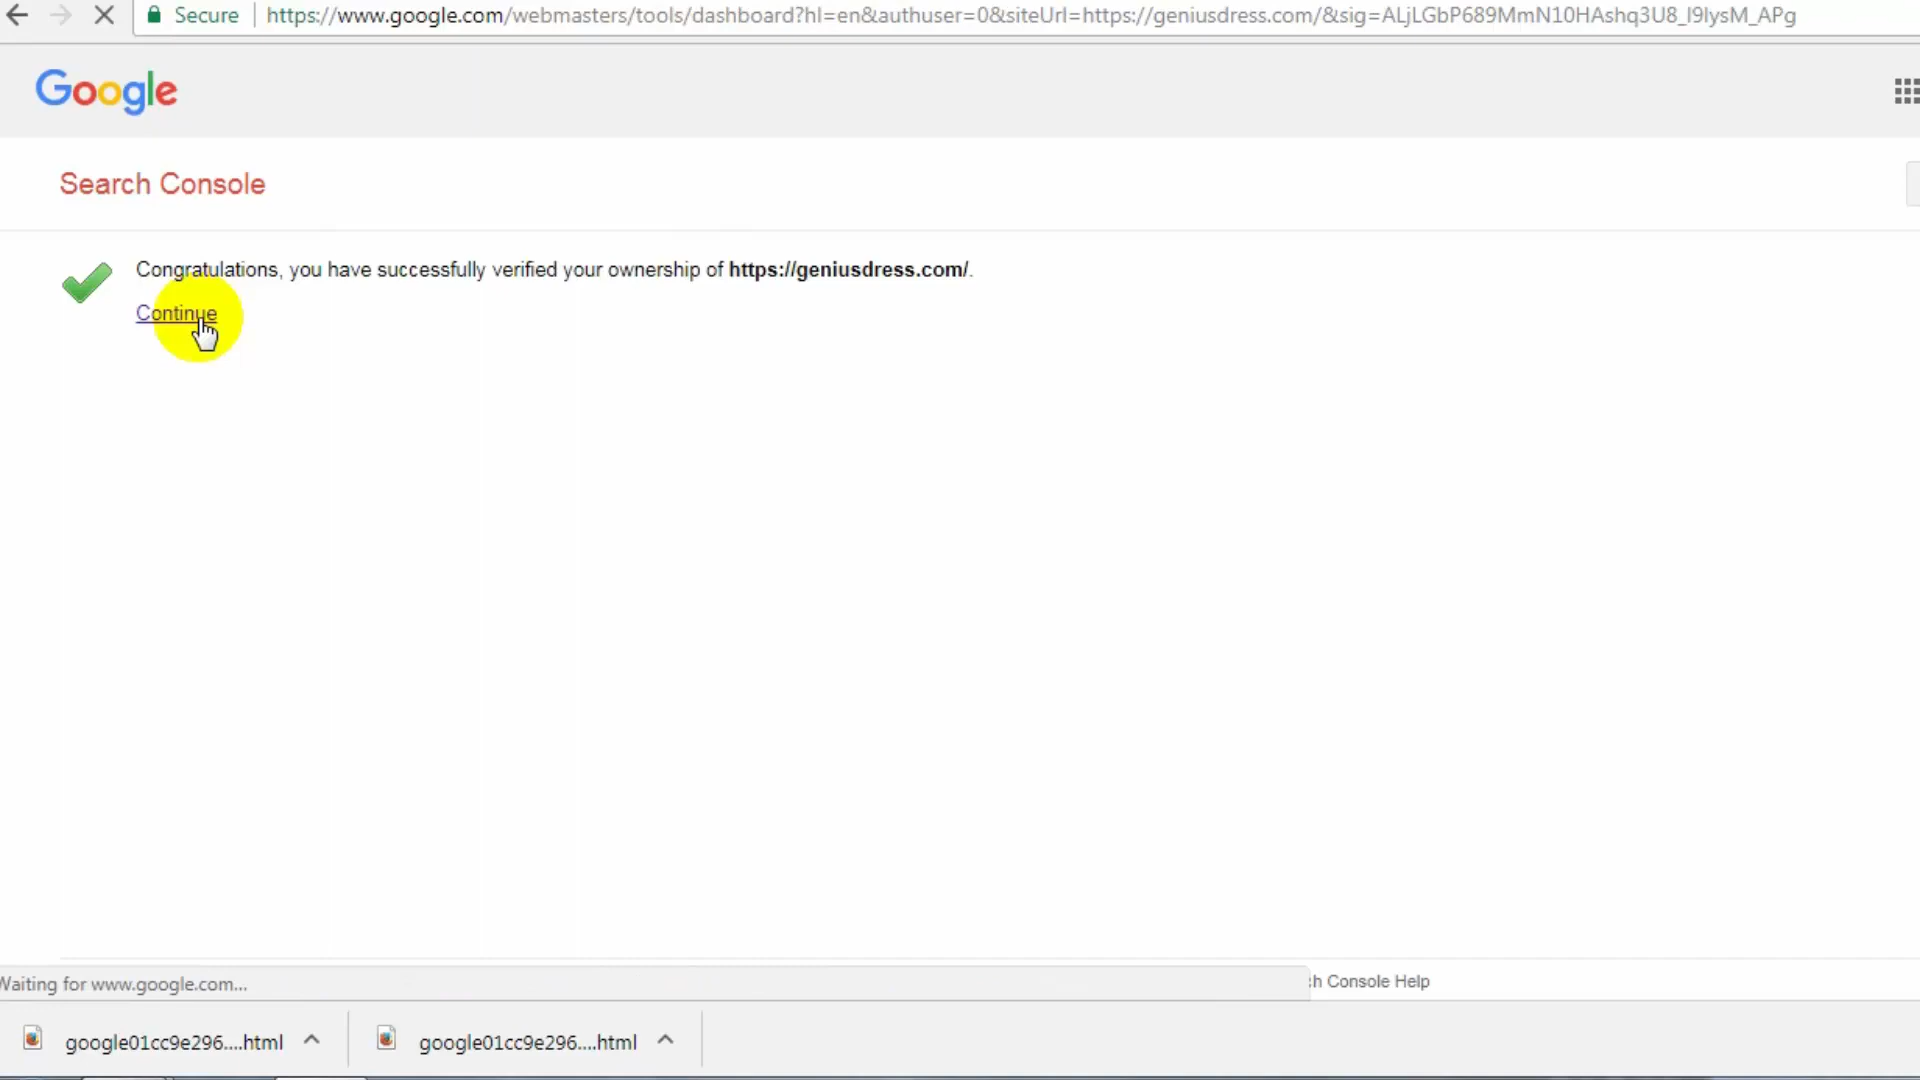 Secure https://www.google.com/webmasters/tools/dashboard?hl=en&authuser=0&siteUrl=https://geniusdress.com/&sig=ALjLGbP689MmN10HAshq3U8_l9lysM_APg
Google
Search Console
Congratulations, you have successfully verified your ownership of https://geniusdress.com/.
Continue
Waiting for www.google.com...
h Console Help
google01cc9e296....html
google01cc9e296....html